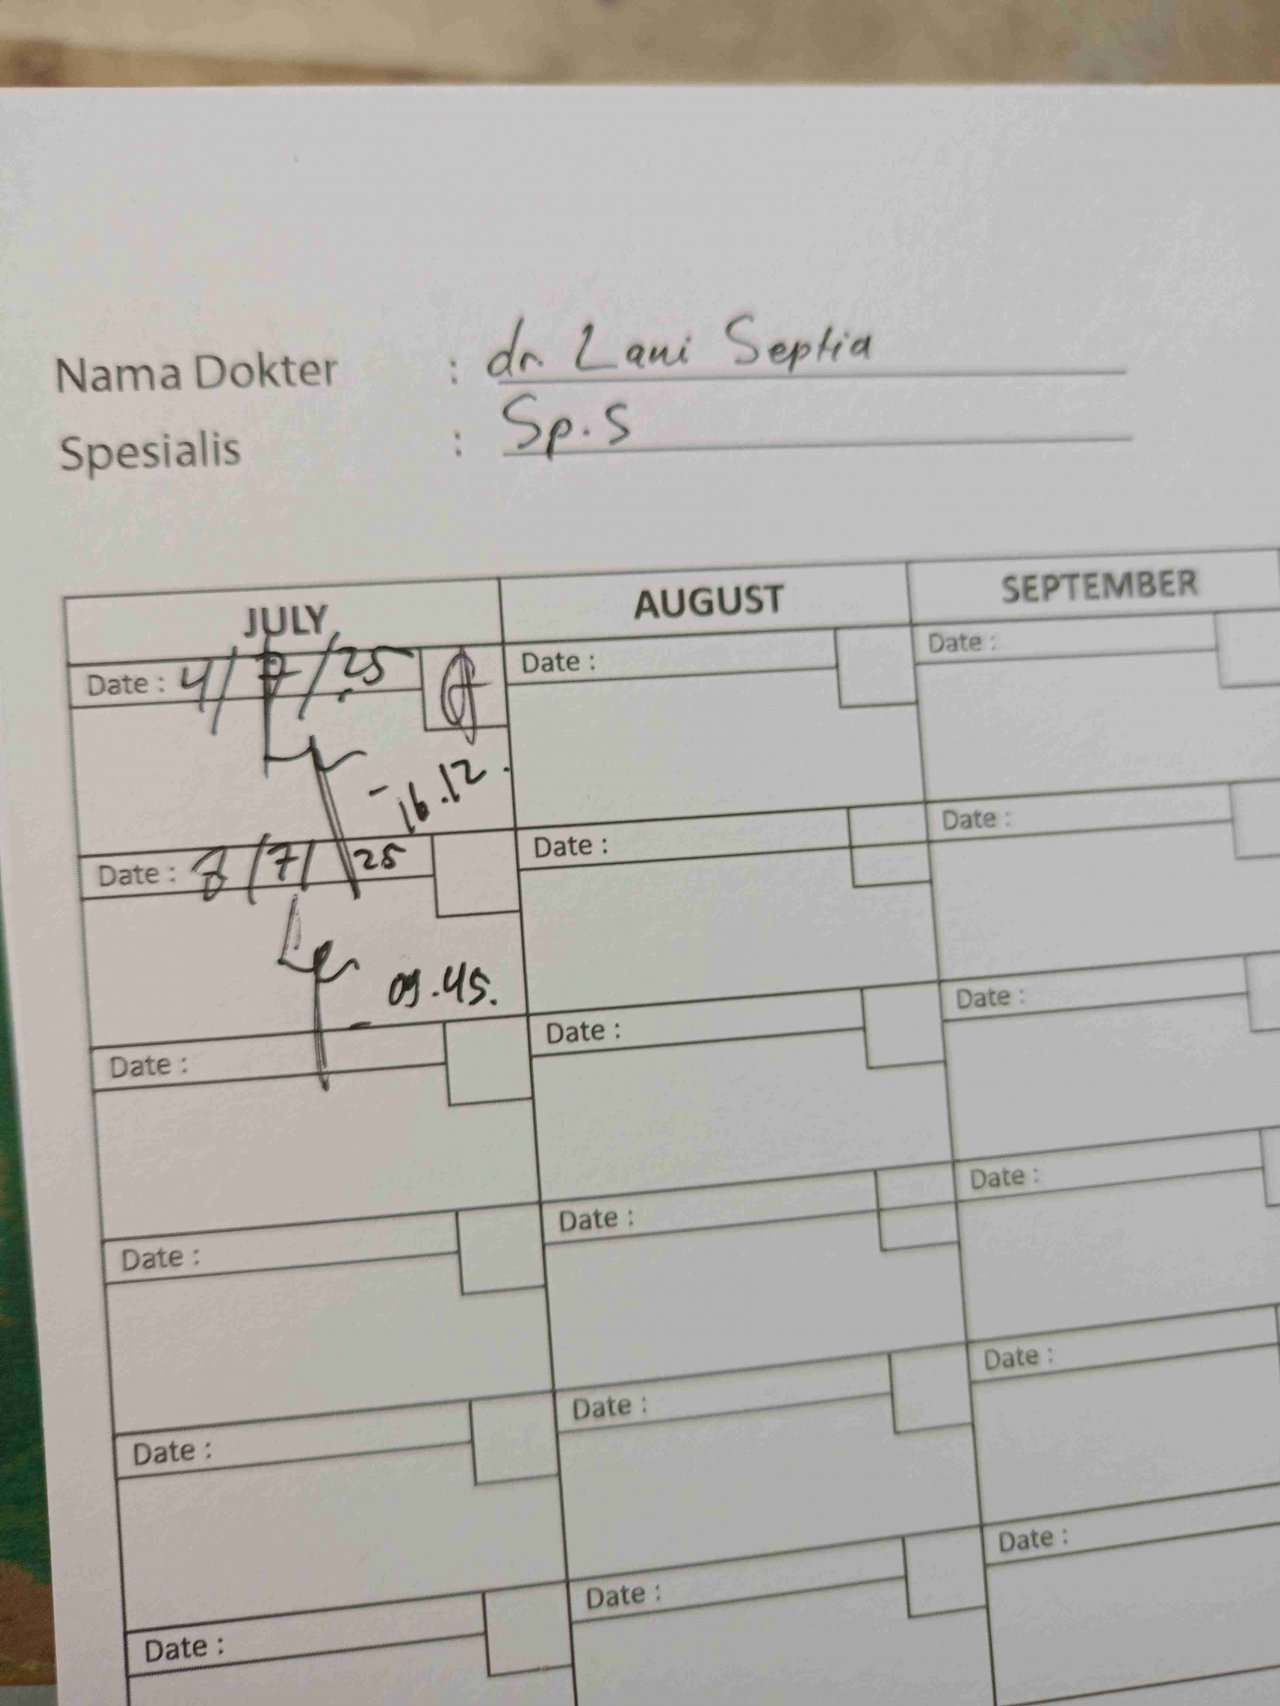 Nama Dokter : dr. Lani Septia
Spesialis : Sp.S
JULY AUGUST SEPTEMBER
Date : 4/7/25 Date : Date :
- 16.12.
Date : 8/7/25 Date : Date :
- 09.45.
Date : Date : Date :
Date : Date : Date :
Date : Date : Date :
Date : Date : Date :